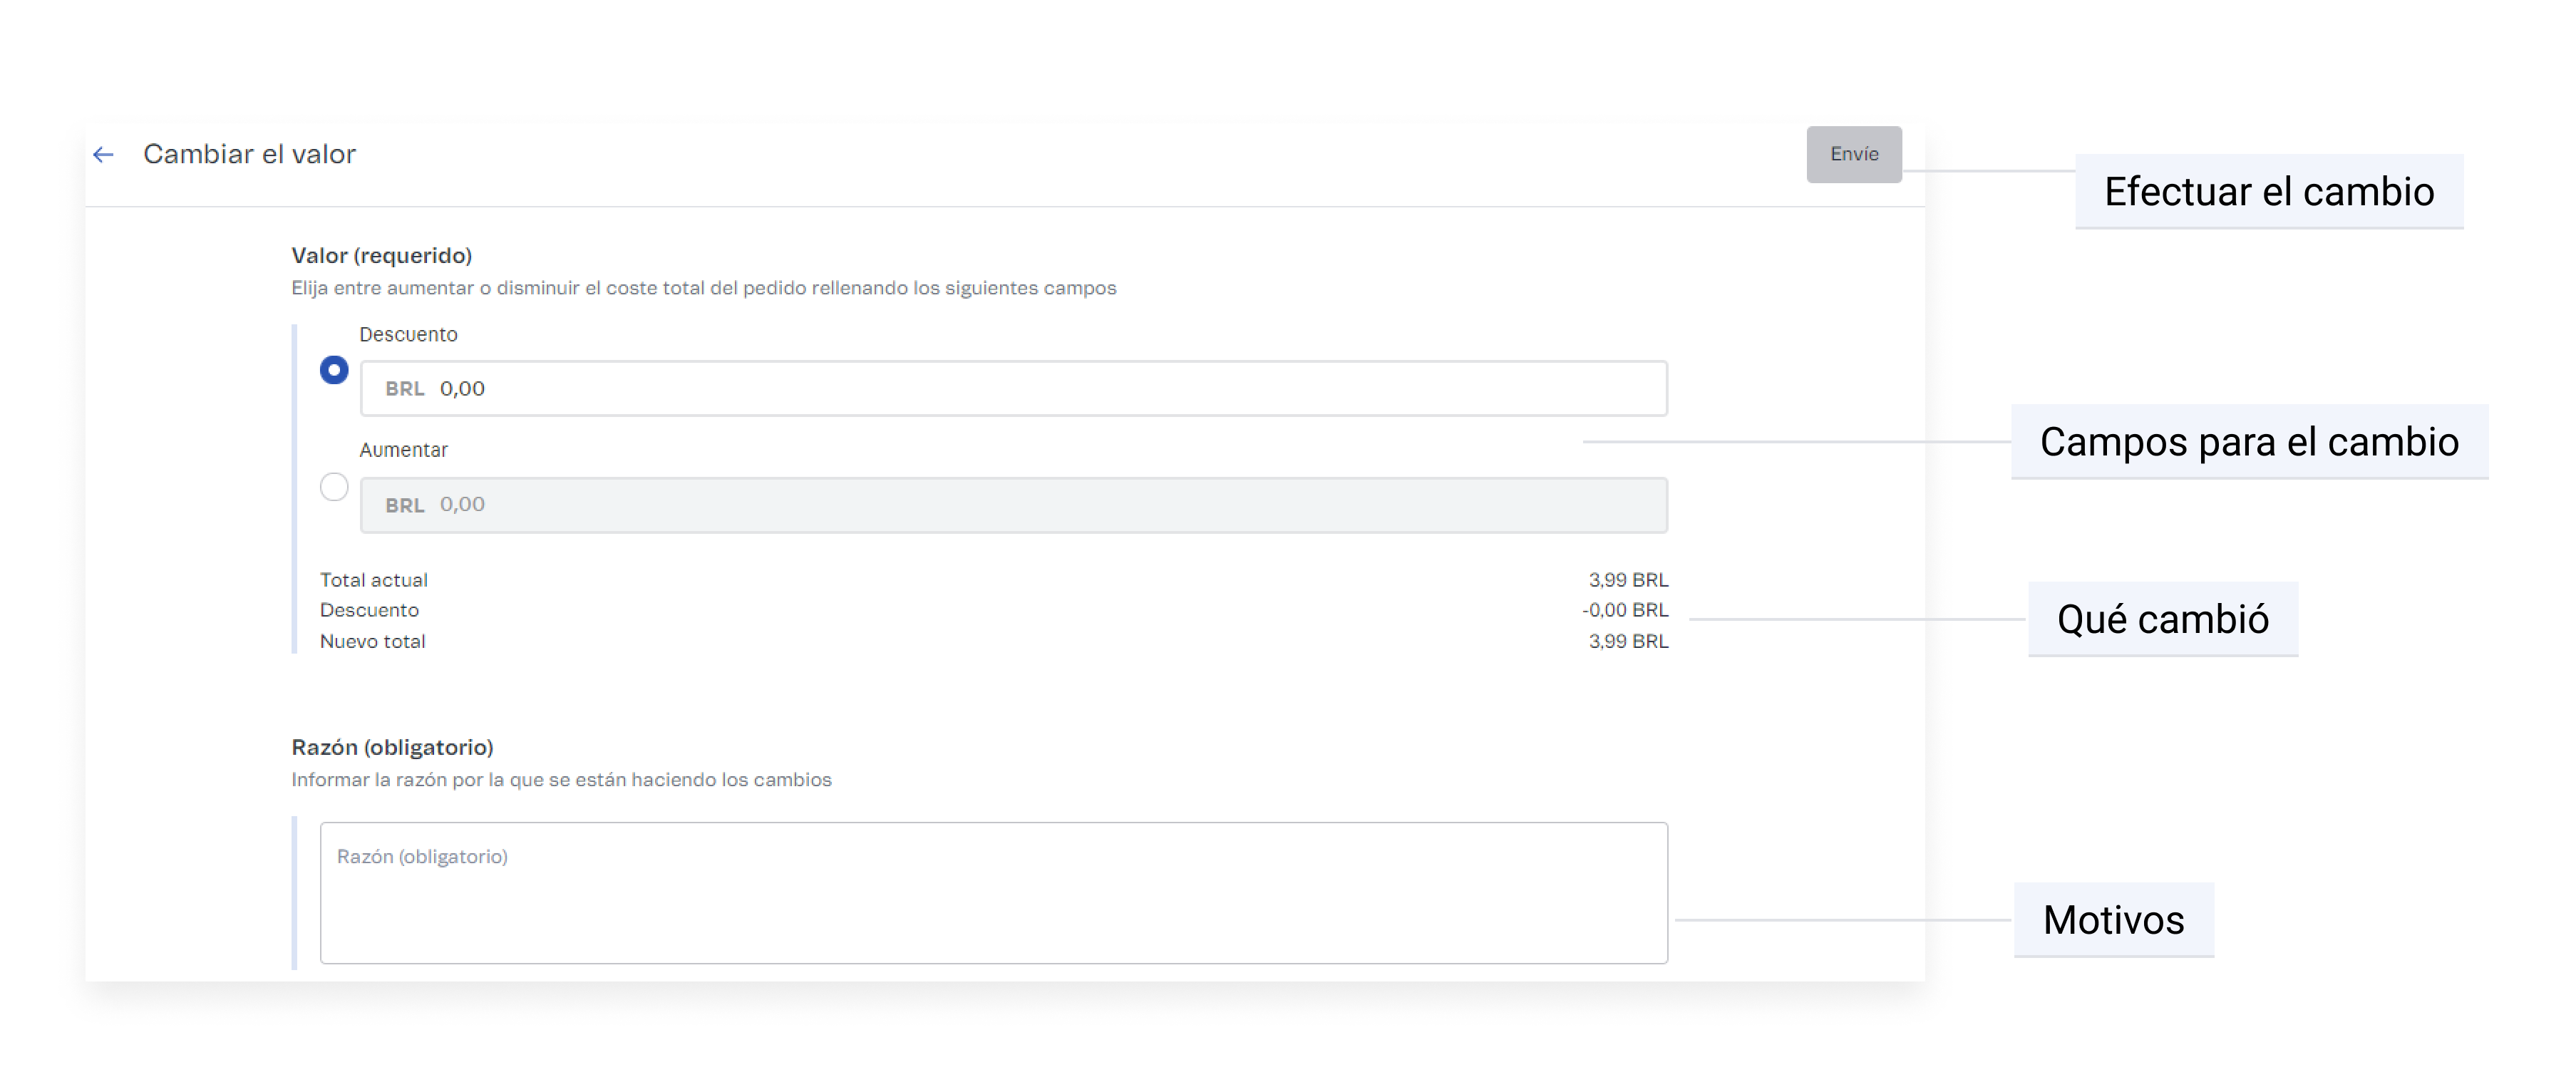 Cambiar el valor
Envíe
Efectuar el cambio
Valor (requerido)
Elija entre aumentar o disminuir el coste total del pedido rellenando los siguientes campos
Descuento
BRL 0,00
Campos para el cambio
Aumentar
BRL 0,00
Total actual 3,99 BRL
Descuento -0,00 BRL
Qué cambió
Nuevo total 3,99 BRL
Razón (obligatorio)
Informar la razón por la que se están haciendo los cambios
Razón (obligatorio)
Motivos